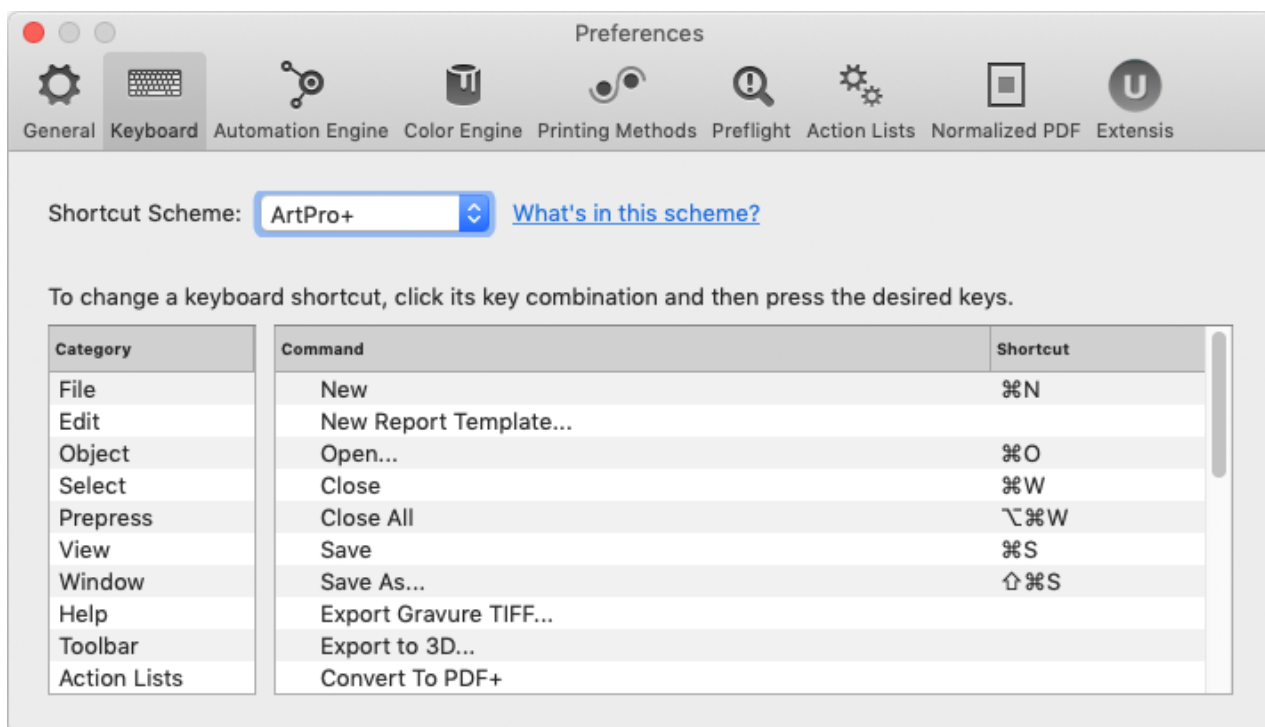 Preferences
General Keyboard Automation Engine Color Engine Printing Methods Preflight Action Lists Normalized PDF Extensis
Shortcut Scheme: ArtPro+ What's in this scheme?
To change a keyboard shortcut, click its key combination and then press the desired keys.
Category Command Shortcut
File New ⌘N
Edit New Report Template...
Object Open... ⌘O
Select Close ⌘W
Prepress Close All ⌥⌘W
View Save ⌘S
Window Save As... ⇧⌘S
Help Export Gravure TIFF...
Toolbar Export to 3D...
Action Lists Convert To PDF+